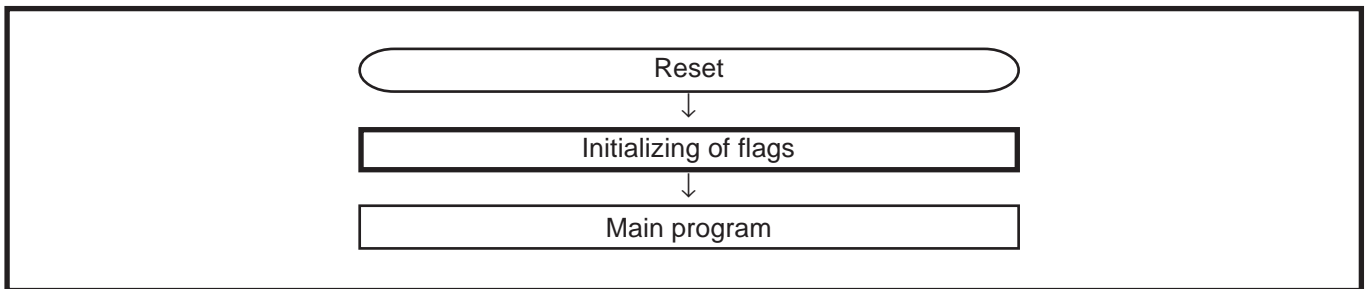 Reset
↓
Initializing of flags
↓
Main program